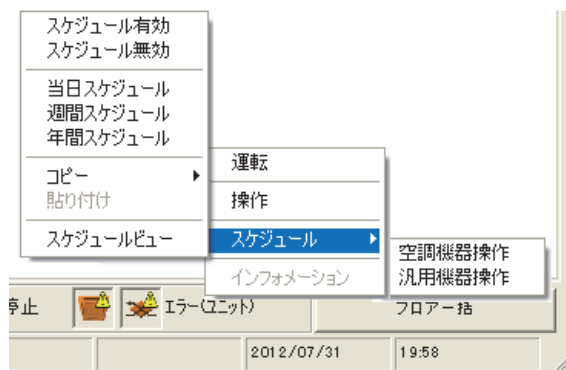 スケジュール有効
スケジュール無効
当日スケジュール
週間スケジュール
年間スケジュール
コピー
貼り付け
スケジュールビュー
運転
操作
スケジュール
インフォメーション
空調機器操作
汎用機器操作
停止
エラー(ユニット)
フロア一括
2012/07/31
19:58